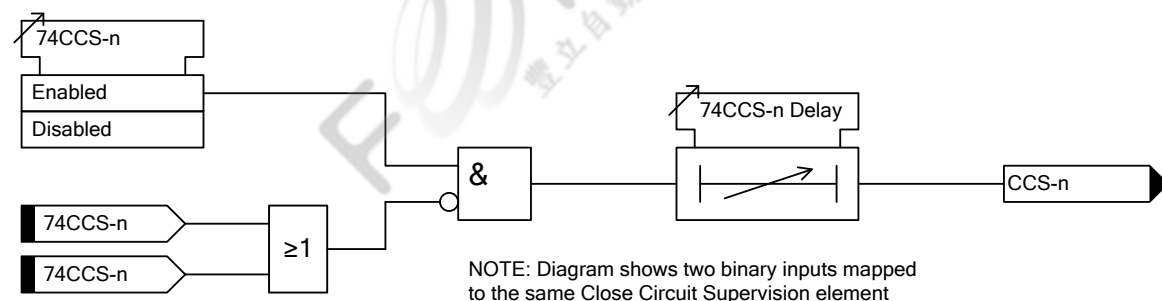 74CCS-n
Enabled
Disabled
74CCS-n Delay
&
CCS-n
74CCS-n
≥1
74CCS-n
NOTE: Diagram shows two binary inputs mapped
to the same Close Circuit Supervision element